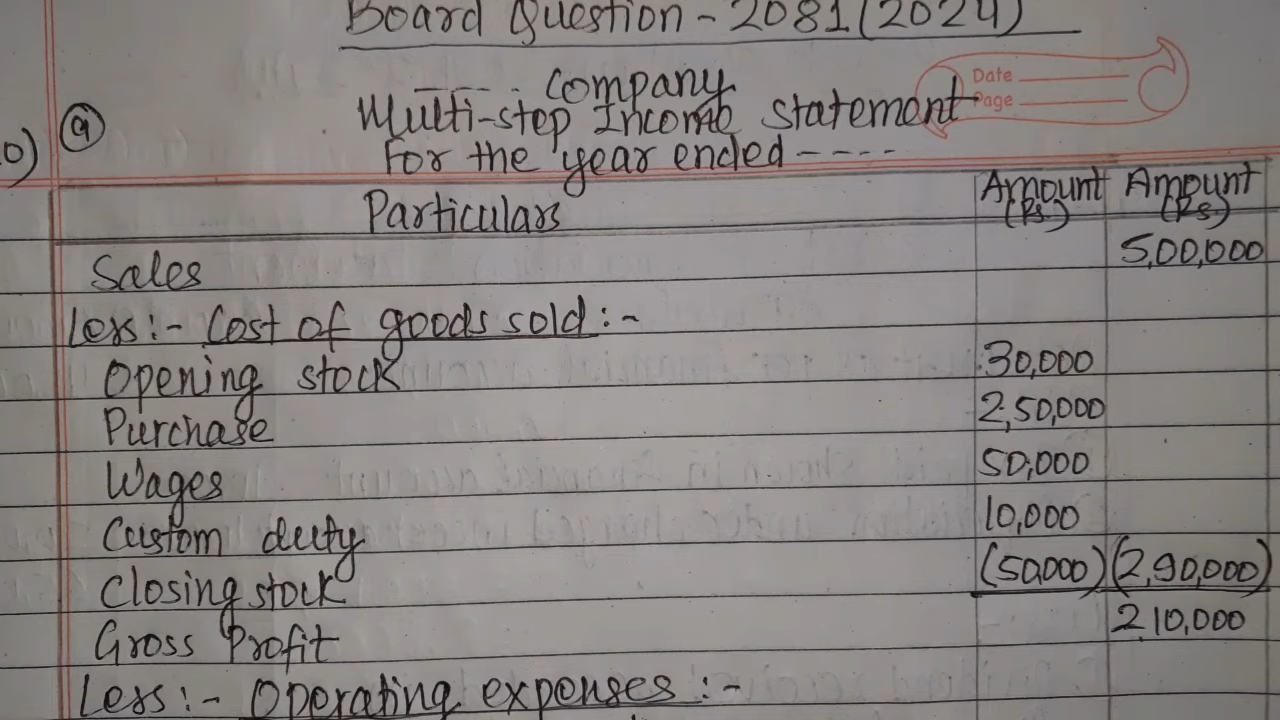 Board Question - 2081 (2024)
Date
Page
----- Company
Multi-step Income statement
For the year ended ----
0) a
Particulars Amount (Rs.) Amount (Rs.)
Sales 5,00,000
Less :- Cost of goods sold :-
Opening stock 30,000
Purchase 2,50,000
Wages 50,000
Custom duty 10,000
Closing stock (50,000) (2,90,000)
Gross Profit 2,10,000
Less :- Operating expenses :-